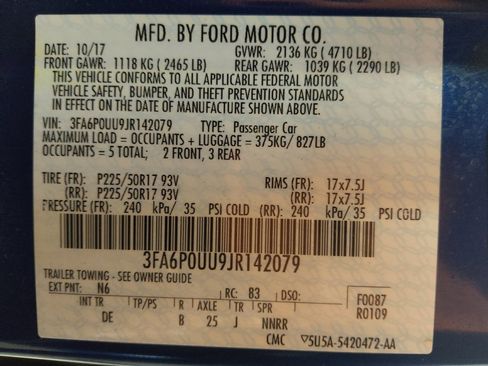 MFD. BY FORD MOTOR CO.
DATE: 10/17 GVWR: 2136 KG (4710 LB)
FRONT GAWR: 1118 KG (2465 LB) REAR GAWR: 1039 KG (2290 LB)
THIS VEHICLE CONFORMS TO ALL APPLICABLE FEDERAL MOTOR
VEHICLE SAFETY, BUMPER, AND THEFT PREVENTION STANDARDS
IN EFFECT ON THE DATE OF MANUFACTURE SHOWN ABOVE.
VIN: 3FA6P0UU9JR142079 TYPE: Passenger Car
MAXIMUM LOAD = OCCUPANTS + LUGGAGE = 375KG/ 827LB
OCCUPANTS = 5 TOTAL; 2 FRONT, 3 REAR
TIRE (FR): P225/50R17 93V RIMS (FR): 17x7.5J
(RR): P225/50R17 93V (RR): 17x7.5J
PRESSURE (FR): 240 kPa/ 35 PSI COLD (RR): 240 kPa/ 35 PSI COLD
3FA6P0UU9JR142079
TRAILER TOWING - SEE OWNER GUIDE
EXT PNT: N6 RC: 83 DSO: F0087
INT TR TP/PS R AXLE TR SPR R0109
DE B 25 J NNRR
CMC ▽5U5A-5420472-AA